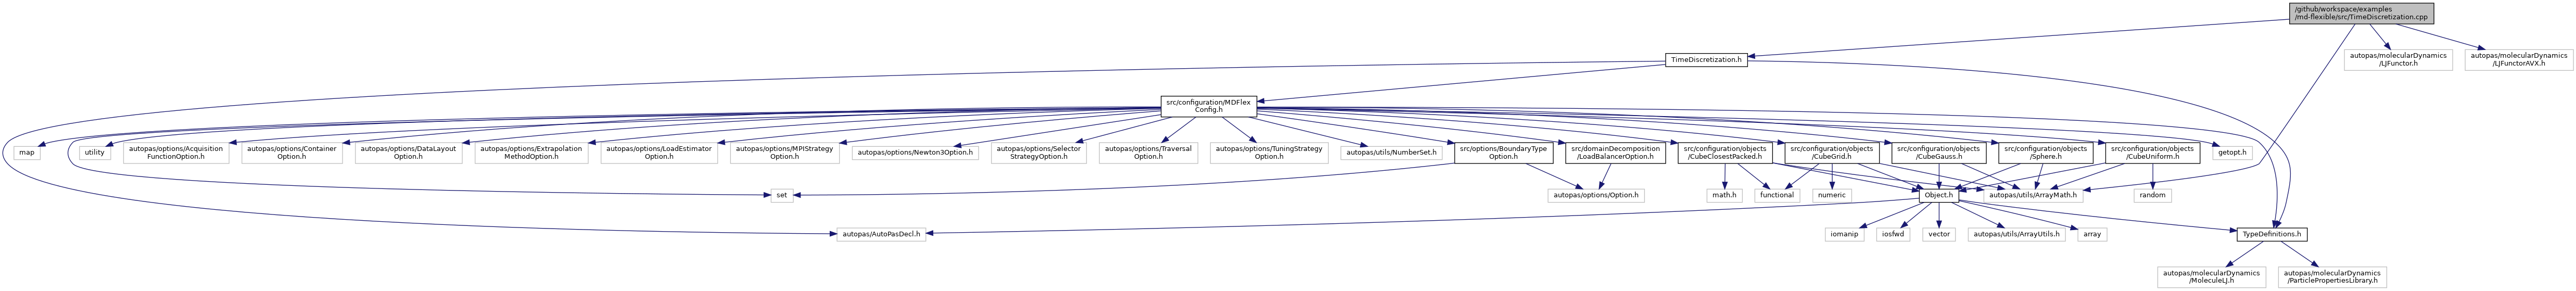 /github/workspace/examples
/md-flexible/src/TimeDiscretization.cpp
TimeDiscretization.h
autopas/molecularDynamics
/LJFunctor.h
autopas/molecularDynamics
/LJFunctorAVX.h
src/configuration/MDFlex
Config.h
map
utility
autopas/options/Acquisition
FunctionOption.h
autopas/options/Container
Option.h
autopas/options/DataLayout
Option.h
autopas/options/Extrapolation
MethodOption.h
autopas/options/LoadEstimator
Option.h
autopas/options/MPIStrategy
Option.h
autopas/options/Newton3Option.h
autopas/options/Selector
StrategyOption.h
autopas/options/Traversal
Option.h
autopas/options/TuningStrategy
Option.h
autopas/utils/NumberSet.h
src/options/BoundaryType
Option.h
src/domainDecomposition
/LoadBalancerOption.h
src/configuration/objects
/CubeClosestPacked.h
src/configuration/objects
/CubeGrid.h
src/configuration/objects
/CubeGauss.h
src/configuration/objects
/Sphere.h
src/configuration/objects
/CubeUniform.h
getopt.h
set
autopas/options/Option.h
math.h
functional
numeric
Object.h
autopas/utils/ArrayMath.h
random
autopas/AutoPasDecl.h
iomanip
iosfwd
vector
autopas/utils/ArrayUtils.h
array
TypeDefinitions.h
autopas/molecularDynamics
/MoleculeLJ.h
autopas/molecularDynamics
/ParticlePropertiesLibrary.h